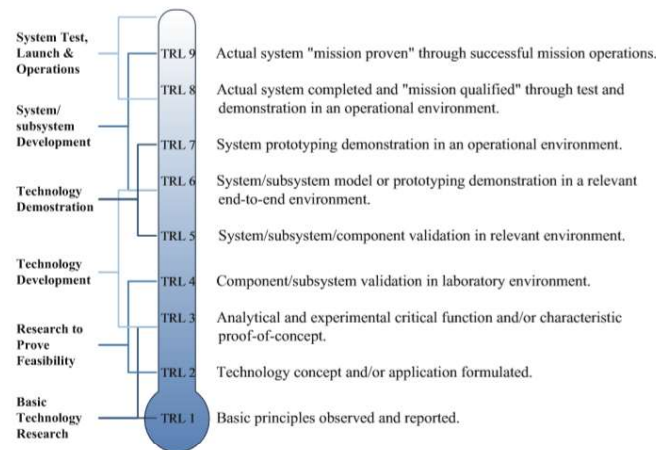 System Test,
Launch &
Operations
TRL 9
Actual system "mission proven" through successful mission operations.
TRL 8
Actual system completed and "mission qualified" through test and
demonstration in an operational environment.
System/
subsystem
Development
TRL 7
System prototyping demonstration in an operational environment.
Technology
Demostration
TRL 6
System/subsystem model or prototyping demonstration in a relevant
end-to-end environment.
TRL 5
System/subsystem/component validation in relevant environment.
Technology
Development
TRL 4
Component/subsystem validation in laboratory environment.
Research to
Prove
Feasibility
TRL 3
Analytical and experimental critical function and/or characteristic
proof-of-concept.
TRL 2
Technology concept and/or application formulated.
Basic
Technology
Research
TRL 1
Basic principles observed and reported.